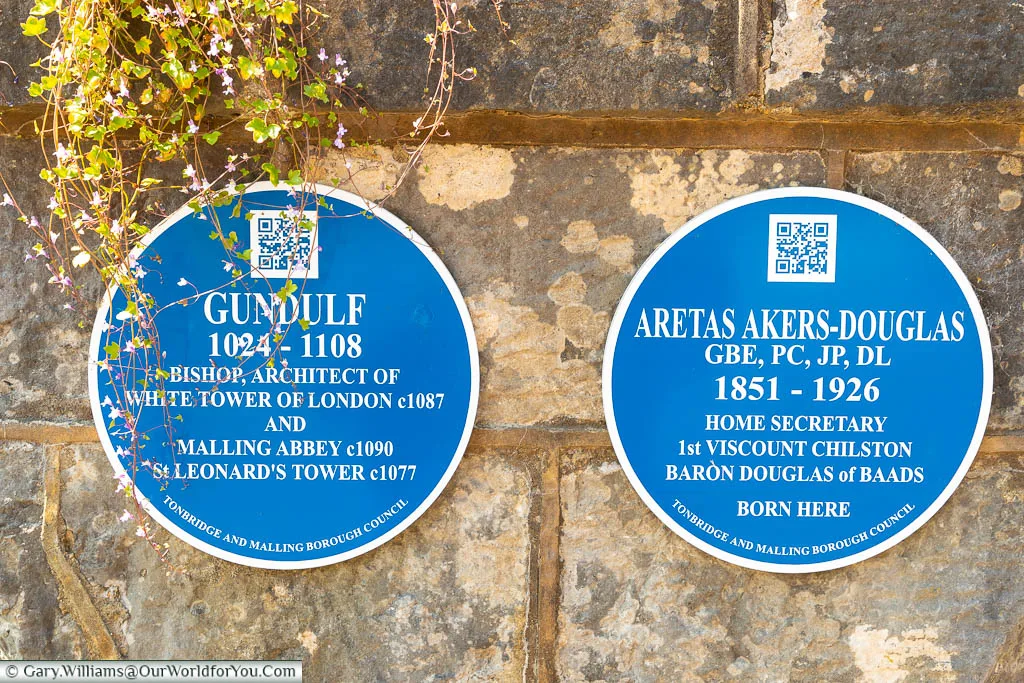 GUNDULF
1024 - 1108
BISHOP, ARCHITECT OF
WHITE TOWER OF LONDON c1087
AND
MALLING ABBEY c1090
St LEONARD'S TOWER c1077
TONBRIDGE AND MALLING BOROUGH COUNCIL
ARETAS AKERS-DOUGLAS
GBE, PC, JP, DL
1851 - 1926
HOME SECRETARY
1st VISCOUNT CHILSTON
BARÒN DOUGLAS of BAADS
BORN HERE
TONBRIDGE AND MALLING BOROUGH COUNCIL
© Gary.Williams@OurWorldforYou.Com